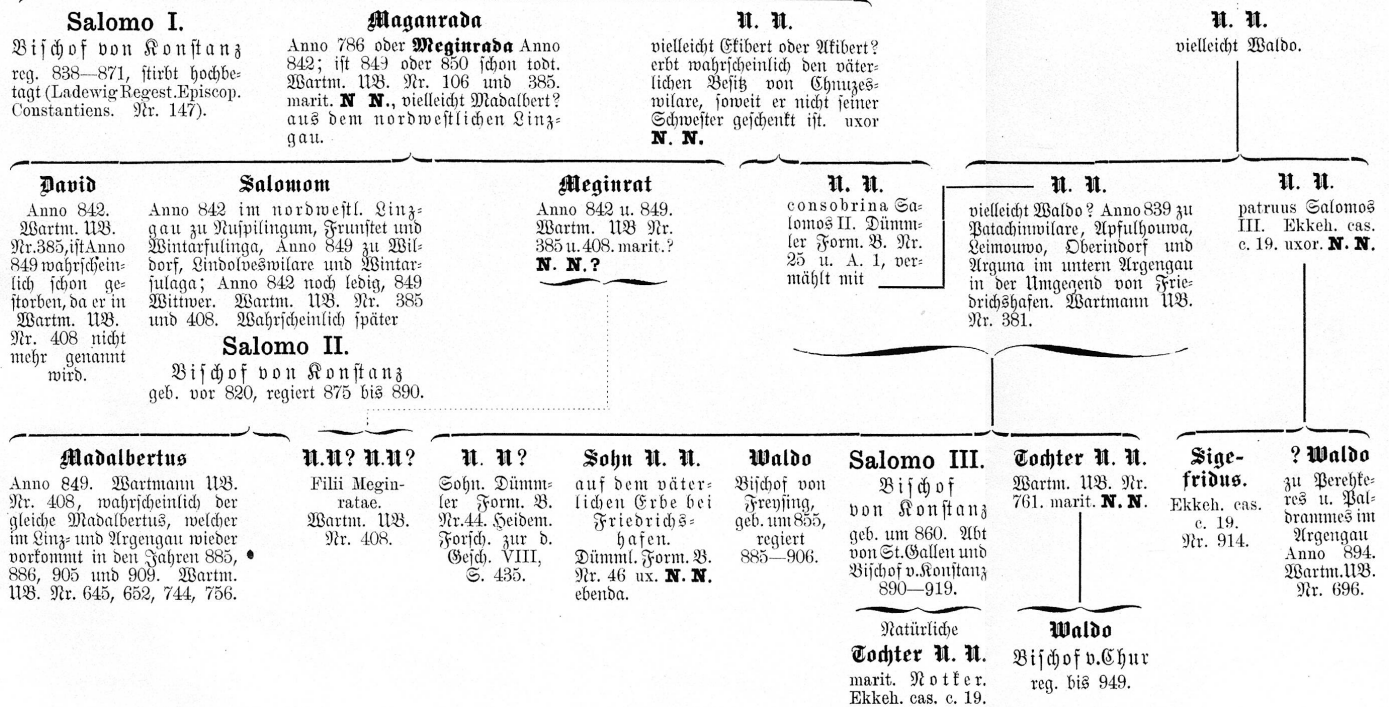 Salomo I.
Bischof von Konstanz
reg. 838—871, stirbt hochbe-
tagt (Ladewig Regest. Episcop.
Constantiens. Nr. 147).
Maganrada
Anno 786 oder Meginrada Anno
842; ist 849 oder 850 schon todt.
Wartm. UB. Nr. 106 und 385.
marit. N N., vielleicht Madalbert?
aus dem nordwestlichen Linz-
gau.
N. N.
vielleicht Ekibert oder Akibert?
erbt wahrscheinlich den väter-
lichen Besitz von Chnuzes-
wilare, soweit er nicht seiner
Schwester geschenkt ist. uxor
N. N.
N. N.
vielleicht Waldo.
David
Anno 842.
Wartm. UB.
Nr. 385, ist Anno
849 wahrschein-
lich schon ge-
storben, da er in
Wartm. UB.
Nr. 408 nicht
mehr genannt
wird.
Salomom
Anno 842 im nordwestl. Linz-
gau zu Nuspilingum, Frunstet und
Wintarfulinga, Anno 849 zu Wil-
dorf, Lindolveswilare und Wintar-
sulaga; Anno 842 noch ledig, 849
Wittwer. Wartm. UB. Nr. 385
und 408. Wahrscheinlich später
Salomo II.
Bischof von Konstanz
geb. vor 820, regiert 875 bis 890.
Meginrat
Anno 842 u. 849.
Wartm. UB. Nr.
385 u. 408. marit.?
N. N.?
N. N.
consobrina Sa-
lomos II. Dümm-
ler Form. B. Nr.
25 u. A. 1, ver-
mählt mit
N. N.
vielleicht Waldo? Anno 839 zu
Patachinwilare, Apfulhouwa,
Leimouwo, Oberindorf und
Arguna im untern Argengau
in der Umgegend von Frie-
drichshafen. Wartmann UB.
Nr. 381.
N. N.
patruus Salomos
III. Ekkeh. cas.
c. 19. uxor. N. N.
Madalbertus
Anno 849. Wartmann UB.
Nr. 408, wahrscheinlich der
gleiche Madalbertus, welcher
im Linz- und Argengau wieder
vorkommt in den Jahren 885,
886, 905 und 909. Wartm.
UB. Nr. 645, 652, 744, 756.
N.N? N.N?
Filii Megin-
ratae.
Wartm. UB.
Nr. 408.
N. N?
Sohn. Dümm-
ler Form. B.
Nr. 44. Heidem.
Forsch. zur d.
Gesch. VIII,
S. 435.
Sohn N. N.
auf dem väter-
lichen Erbe bei
Friedrichs-
hafen.
Dümml. Form. B.
Nr. 46 ux. N. N.
ebenda.
Waldo
Bischof von
Freysing,
geb. um 855,
regiert
885—906.
Salomo III.
Bischof
von Konstanz
geb. um 860. Abt
von St. Gallen und
Bischof v. Konstanz
890—919.
Natürliche
Tochter N. N.
marit. Notker.
Ekkeh. cas. c. 19.
Tochter N. N.
Wartm. UB. Nr.
761. marit. N. N.
Waldo
Bischof v. Chur
reg. bis 949.
Sige-
fridus.
Ekkeh. cas.
c. 19.
Nr. 914.
? Waldo
zu Perehke-
res u. Pal-
drammes im
Argengau
Anno 894.
Wartm. UB.
Nr. 696.